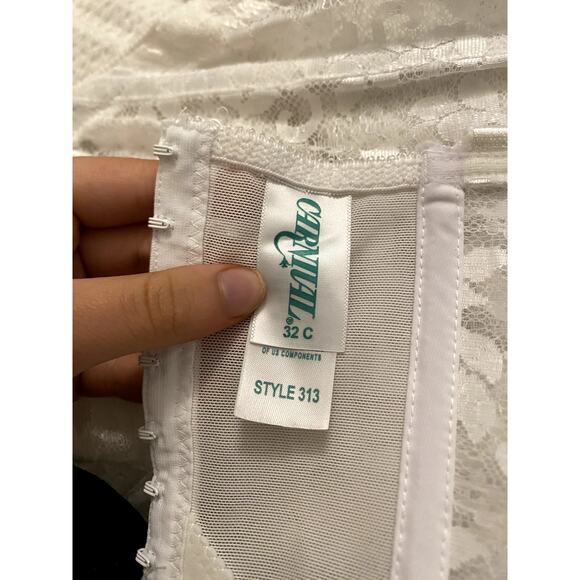 CARNIVAL®
32 C
OF US COMPONENTS
STYLE 313